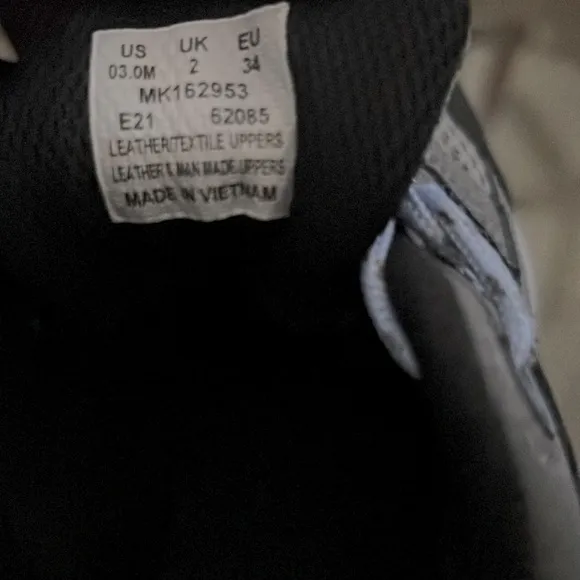 US UK EU
03.0M 2 34
MK162953
E21 62085
LEATHER/TEXTILE UPPERS
LEATHER & MAN MADE UPPERS
MADE IN VIETNAM